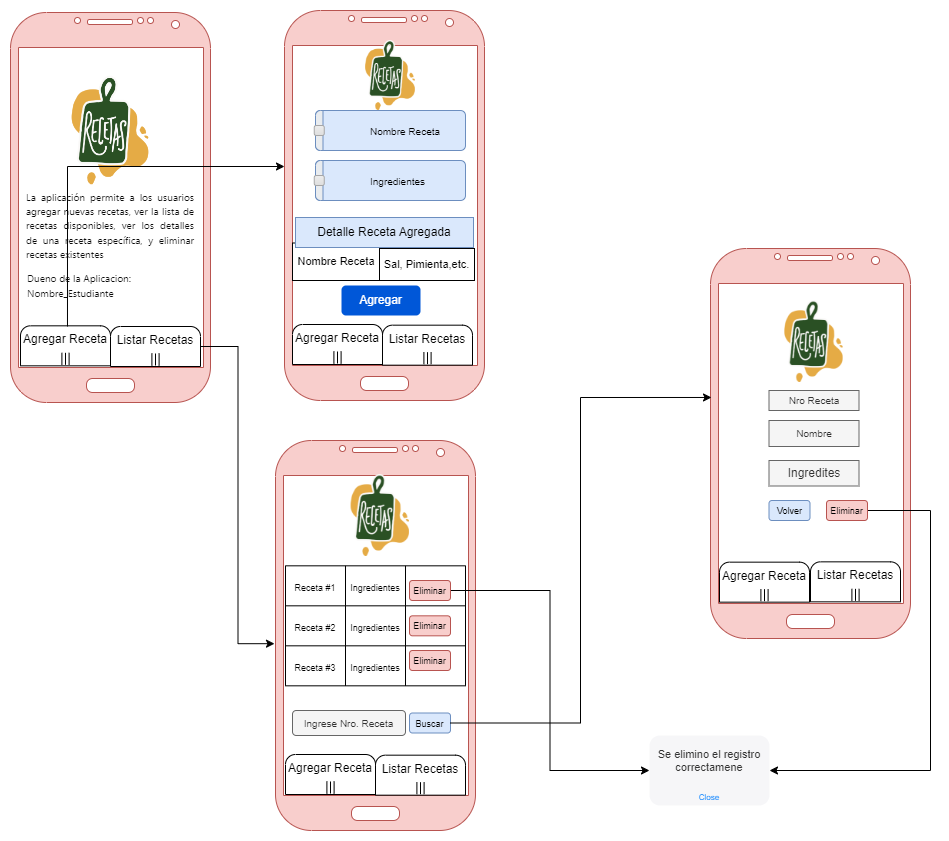 RECETAS
La aplicación permite a los usuarios
agregar nuevas recetas, ver la lista de
recetas disponibles, ver los detalles
de una receta específica, y eliminar
recetas existentes
Dueno de la Aplicacion:
Nombre_Estudiante
Agregar Receta
|||
Listar Recetas
|||
RECETAS
Nombre Receta
Ingredientes
Detalle Receta Agregada
Nombre Receta
Sal, Pimienta,etc.
Agregar
Agregar Receta
|||
Listar Recetas
|||
RECETAS
Receta #1
Ingredientes
Eliminar
Receta #2
Ingredientes
Eliminar
Receta #3
Ingredientes
Eliminar
Ingrese Nro. Receta
Buscar
Agregar Receta
|||
Listar Recetas
|||
RECETAS
Nro Receta
Nombre
Ingredites
Volver
Eliminar
Agregar Receta
|||
Listar Recetas
|||
Se elimino el registro
correctamene
Close